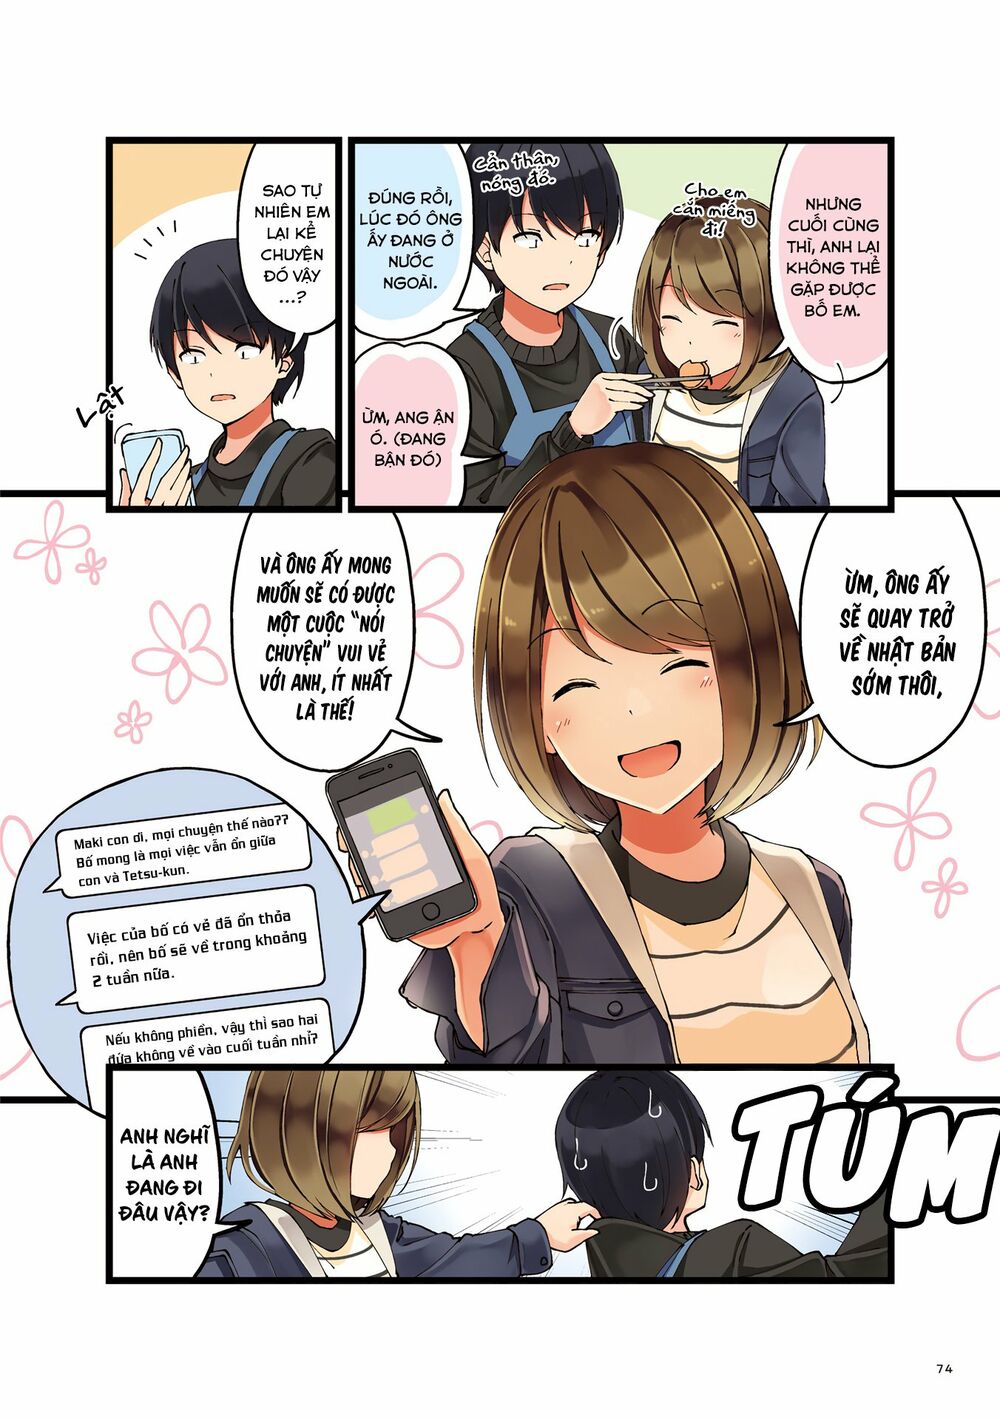 NHƯNG
CUỐI CÙNG
THÌ, ANH LẠI
KHÔNG THỂ
GẶP ĐƯỢC
BỐ EM.
Cho em
cắn miếng
đi!
Cẩn thận,
nóng đó.
ĐÚNG RỒI,
LÚC ĐÓ ÔNG
ẤY ĐANG Ở
NƯỚC
NGOÀI.
ỪM, ANG ẬN
Ó. (ĐANG
BẬN ĐÓ)
SAO TỰ
NHIÊN EM
LẠI KỂ
CHUYỆN
ĐÓ VẬY
...?
Lật
ỪM, ÔNG ẤY
SẼ QUAY TRỞ
VỀ NHẬT BẢN
SỚM THÔI,
VÀ ÔNG ẤY MONG
MUỐN SẼ CÓ ĐƯỢC
MỘT CUỘC "NÓI
CHUYỆN" VUI VẺ
VỚI ANH, ÍT NHẤT
LÀ THẾ!
Maki con di, mọi chuyện thế nào??
Bố mong là mọi việc vẫn ổn giữa
con và Tetsu-kun.
Việc của bố có vẻ đã ổn thỏa
rồi, nên bố sẽ về trong khoảng
2 tuần nữa.
Nếu không phiền, vậy thì sao hai
đứa không về vào cuối tuần nhỉ?
TÚM
ANH NGHĨ
LÀ ANH
ĐANG ĐI
ĐÂU VẬY?
74